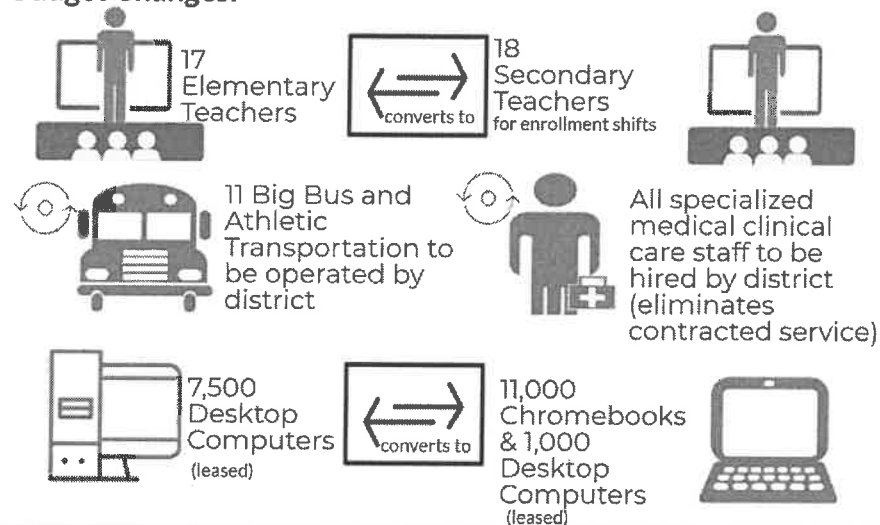 17
Elementary
Teachers
converts to
18
Secondary
Teachers
for enrollment shifts
11 Big Bus and
Athletic
Transportation to
be operated by
district
All specialized
medical clinical
care staff to be
hired by district
(eliminates
contracted service)
7,500
Desktop
Computers
(leased)
converts to
11,000
Chromebooks
& 1,000
Desktop
Computers
(leased)